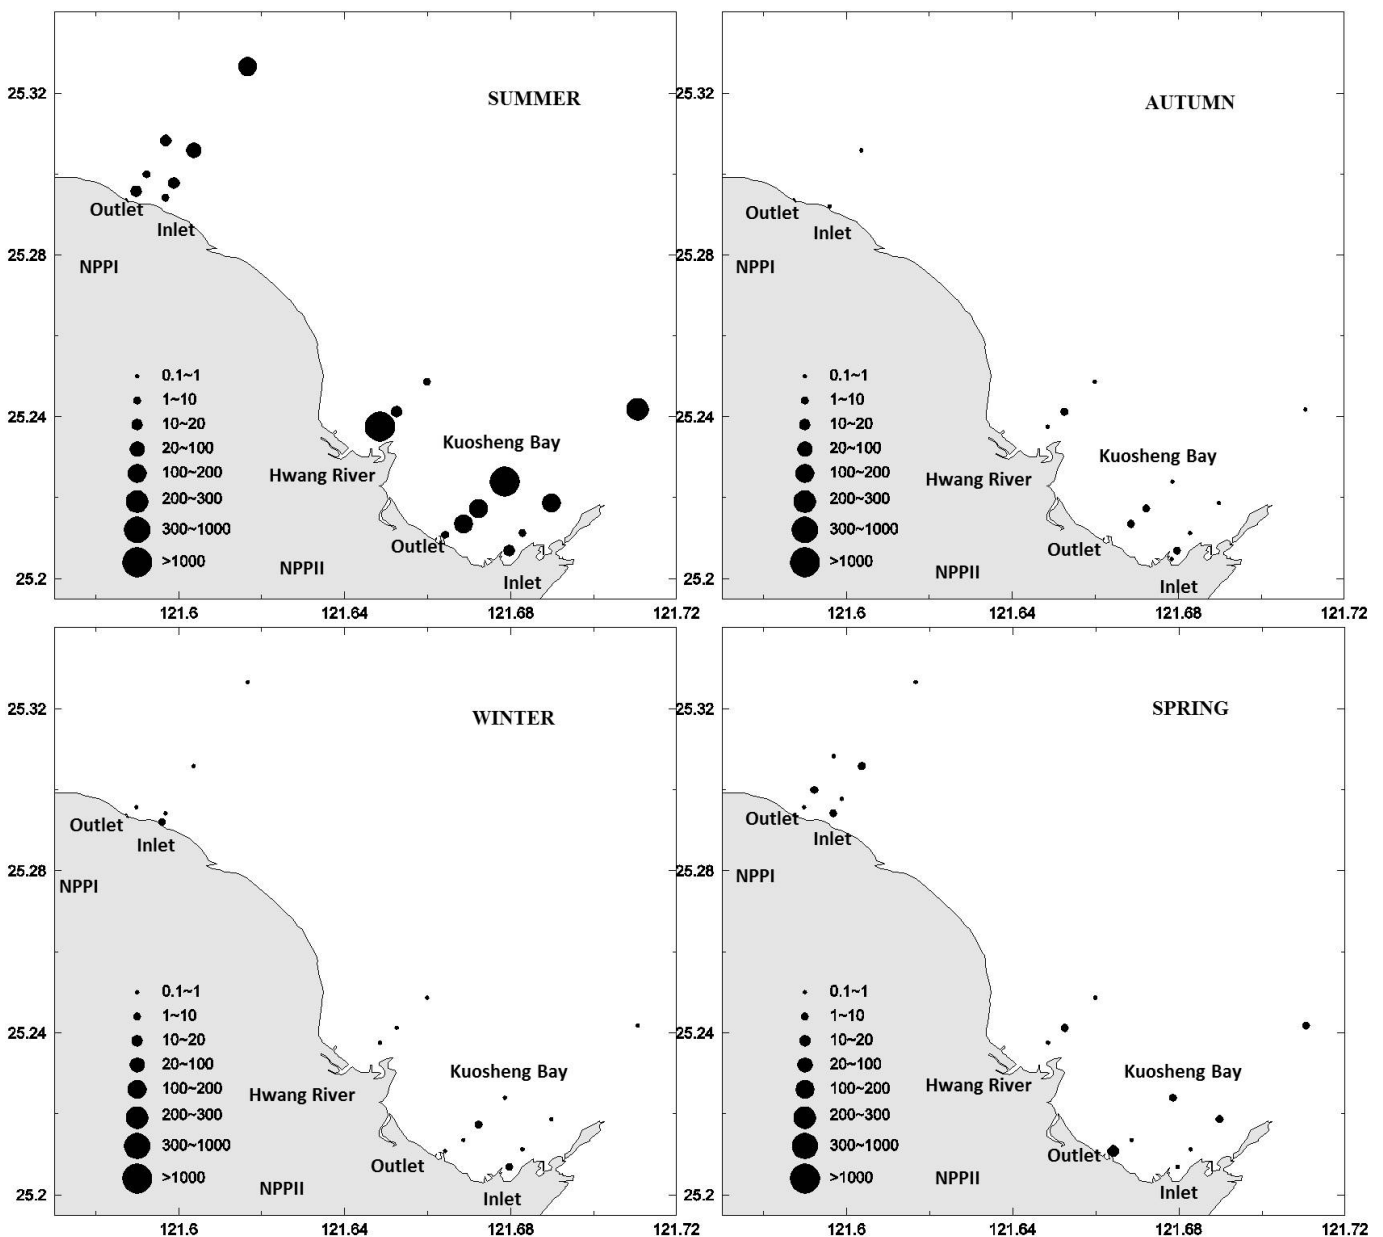 SUMMER
25.32
Outlet
Inlet
25.28
NPPI
0.1~1
1~10
25.24
10~20
Kuosheng Bay
20~100
100~200
Hwang River
200~300
300~1000
Outlet
>1000
NPPII
25.2
Inlet
121.6
121.64
121.68
121.72
AUTUMN
25.32
Outlet
Inlet
25.28
NPPI
0.1~1
1~10
25.24
10~20
20~100
Kuosheng Bay
100~200
Hwang River
200~300
300~1000
Outlet
>1000
NPPII
25.2
Inlet
121.6
121.64
121.68
121.72
25.32
WINTER
Outlet
Inlet
25.28
NPPI
0.1~1
1~10
25.24
10~20
20~100
Kuosheng Bay
100~200
Hwang River
200~300
300~1000
Outlet
>1000
NPPII
25.2
Inlet
121.6
121.64
121.68
121.72
25.32
SPRING
Outlet
Inlet
25.28
NPPI
0.1~1
1~10
25.24
10~20
20~100
Kuosheng Bay
100~200
Hwang River
200~300
300~1000
Outlet
>1000
NPPII
25.2
Inlet
121.6
121.64
121.68
121.72